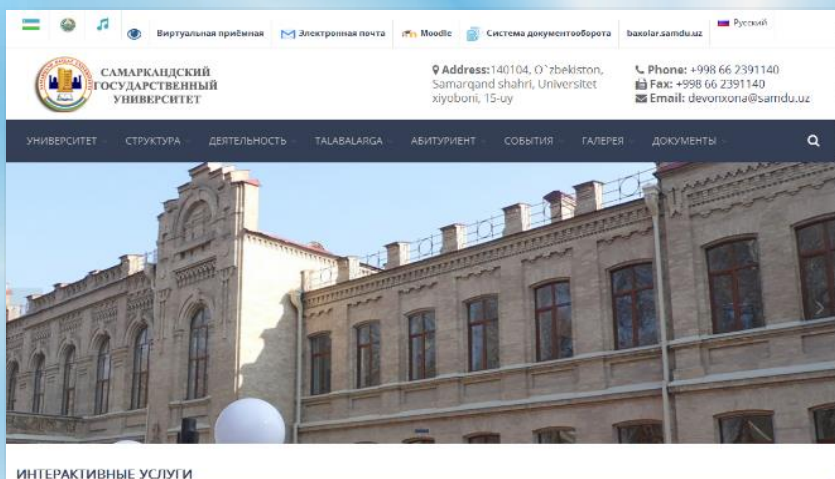 Виртуальная приёмная Электронная почта Moodle Система документооборота baxolar.samdu.uz Русский
САМАРКАНДСКИЙ
ГОСУДАРСТВЕННЫЙ
УНИВЕРСИТЕТ
Address: 140104, O`zbekiston,
Samarqand shahri, Universitet
xiyoboni, 15-uy
Phone: +998 66 2391140
Fax: +998 66 2391140
Email: devonxona@samdu.uz
УНИВЕРСИТЕТ СТРУКТУРА ДЕЯТЕЛЬНОСТЬ TALABALARGA АБИТУРИЕНТ СОБЫТИЯ ГАЛЕРЕЯ ДОКУМЕНТЫ
ИНТЕРАКТИВНЫЕ УСЛУГИ